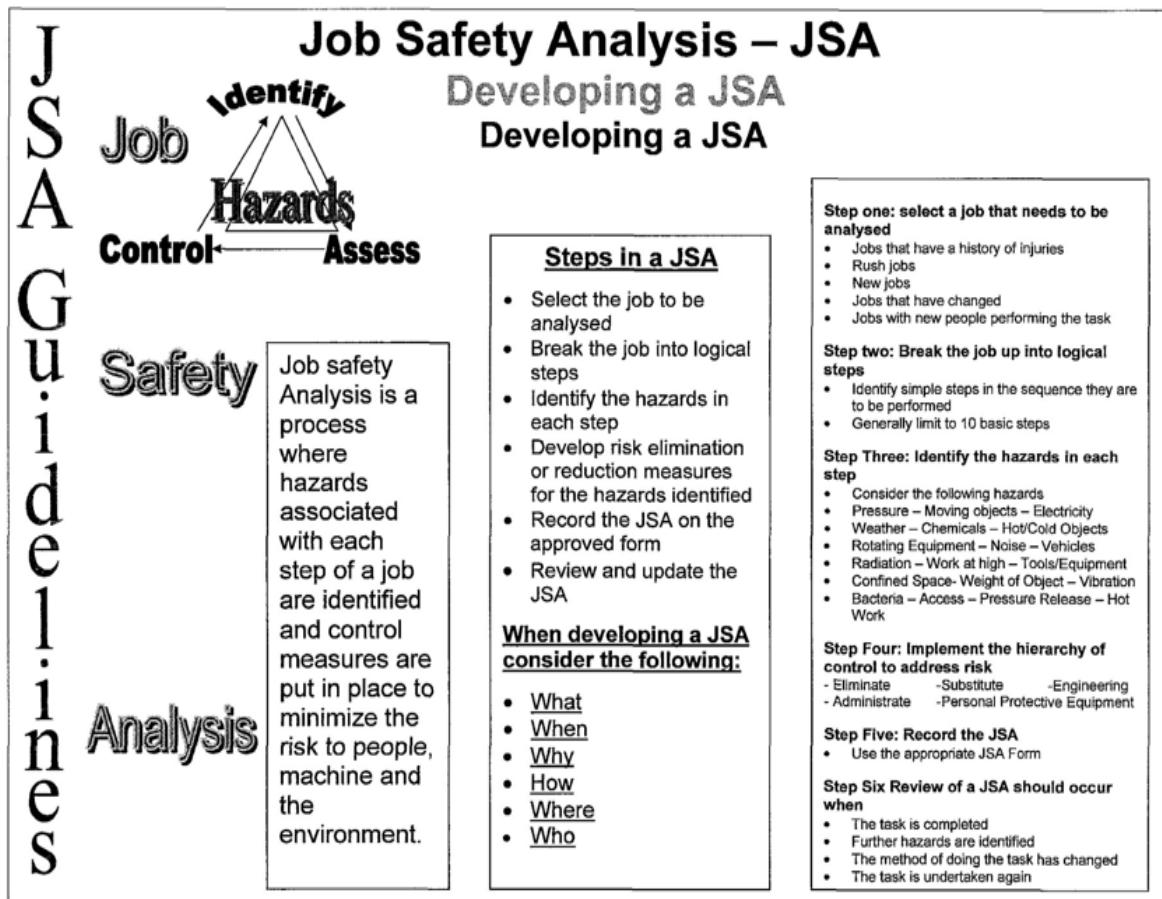 JSA Guidelines
Job Safety Analysis – JSA
Developing a JSA
Developing a JSA
Job
Identify
Hazards
Control
Assess
Safety
Analysis
Job safety
Analysis is a
process
where
hazards
associated
with each
step of a job
are identified
and control
measures are
put in place to
minimize the
risk to people,
machine and
the
environment.
Steps in a JSA
• Select the job to be
analysed
• Break the job into logical
steps
• Identify the hazards in
each step
• Develop risk elimination
or reduction measures
for the hazards identified
• Record the JSA on the
approved form
• Review and update the
JSA
When developing a JSA
consider the following:
• What
• When
• Why
• How
• Where
• Who
Step one: select a job that needs to be
analysed
• Jobs that have a history of injuries
• Rush jobs
• New jobs
• Jobs that have changed
• Jobs with new people performing the task
Step two: Break the job up into logical
steps
• Identify simple steps in the sequence they are
to be performed
• Generally limit to 10 basic steps
Step Three: Identify the hazards in each
step
• Consider the following hazards
• Pressure – Moving objects – Electricity
• Weather – Chemicals – Hot/Cold Objects
• Rotating Equipment – Noise – Vehicles
• Radiation – Work at high – Tools/Equipment
• Confined Space- Weight of Object – Vibration
• Bacteria – Access – Pressure Release – Hot
Work
Step Four: Implement the hierarchy of
control to address risk
- Eliminate -Substitute -Engineering
- Administrate -Personal Protective Equipment
Step Five: Record the JSA
• Use the appropriate JSA Form
Step Six Review of a JSA should occur
when
• The task is completed
• Further hazards are identified
• The method of doing the task has changed
• The task is undertaken again